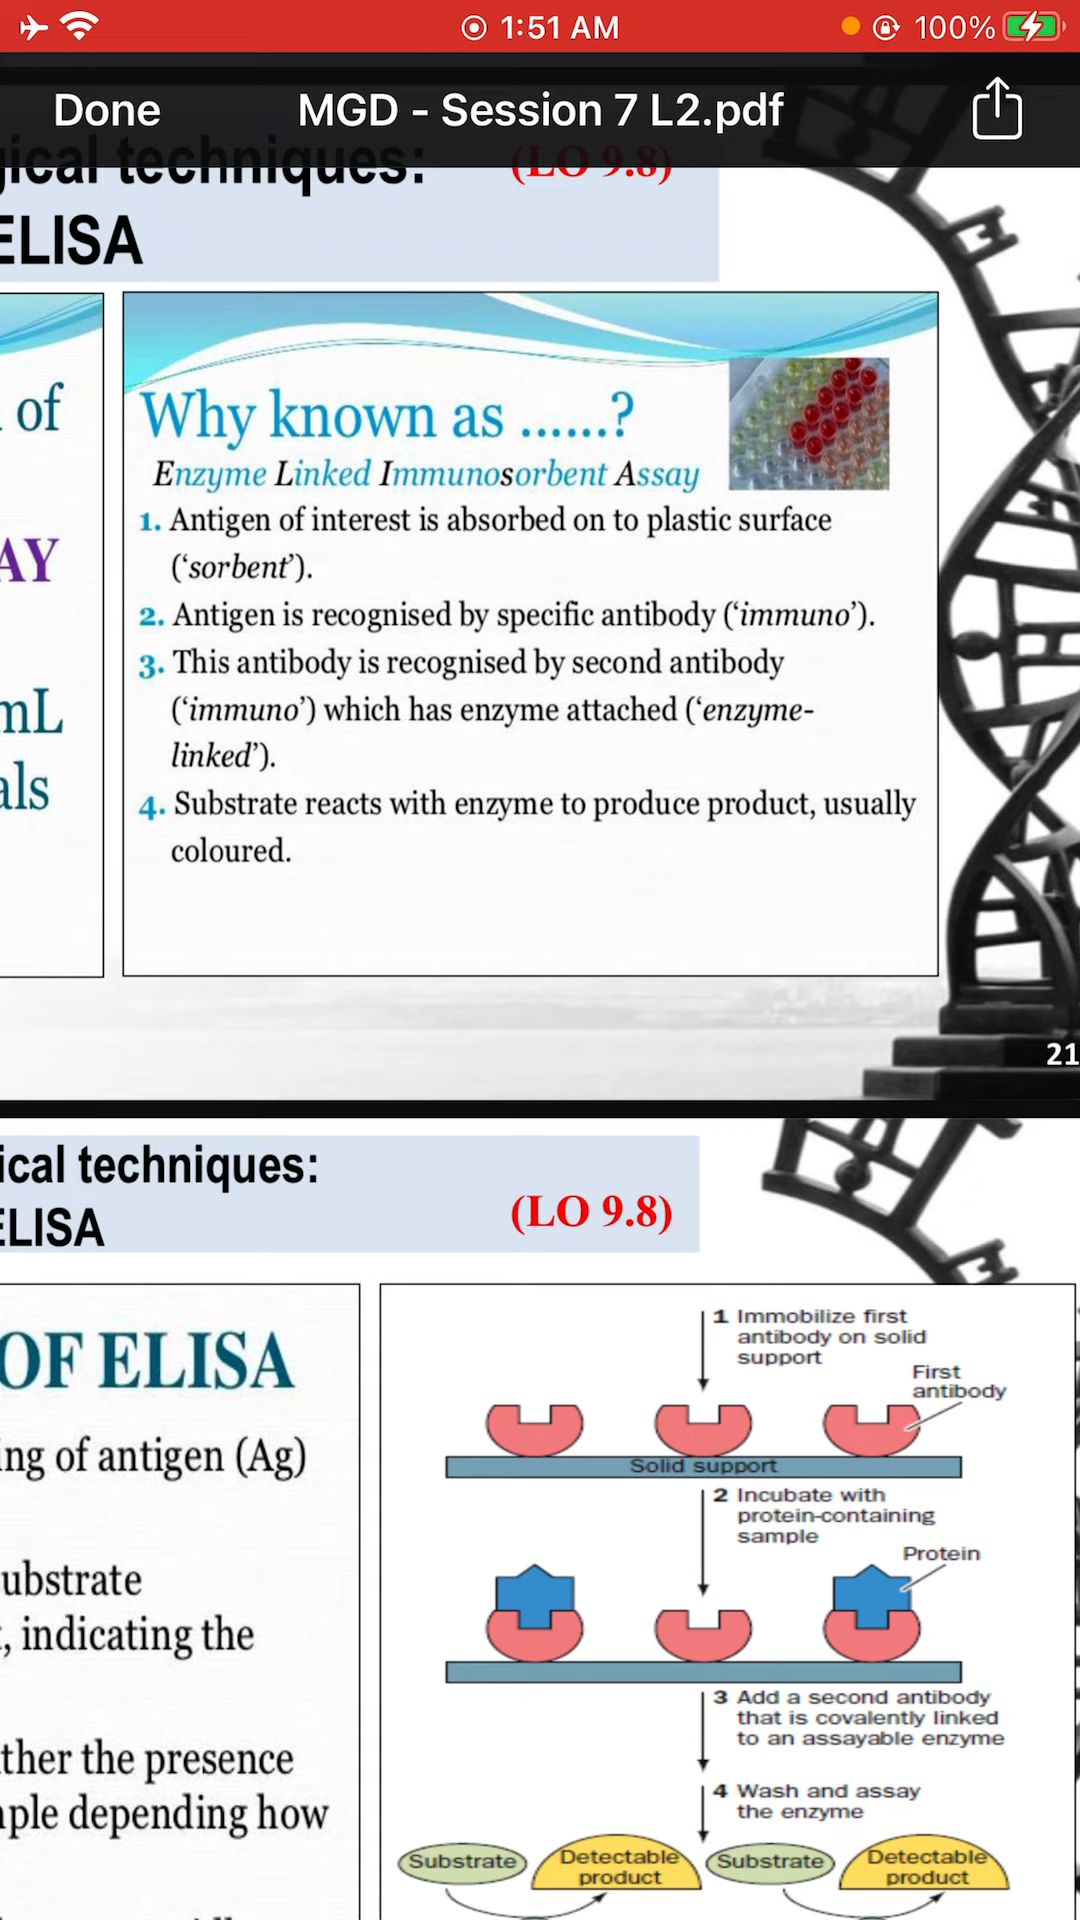 1:51 AM
100%
Done
MGD - Session 7 L2.pdf
gical techniques:
(LO 9.8)
ELISA
of
AY
mL
als
Why known as ......?
Enzyme Linked Immunosorbent Assay
1. Antigen of interest is absorbed on to plastic surface
('sorbent').
2. Antigen is recognised by specific antibody ('immuno').
3. This antibody is recognised by second antibody
('immuno') which has enzyme attached ('enzyme-
linked').
4. Substrate reacts with enzyme to produce product, usually
coloured.
21
ical techniques:
ELISA
(LO 9.8)
OF ELISA
ing of antigen (Ag)
ubstrate
, indicating the
ther the presence
ple depending how
1 Immobilize first
antibody on solid
support
First
antibody
Solid support
2 Incubate with
protein-containing
sample
Protein
3 Add a second antibody
that is covalently linked
to an assayable enzyme
4 Wash and assay
the enzyme
Substrate
Detectable
product
Substrate
Detectable
product